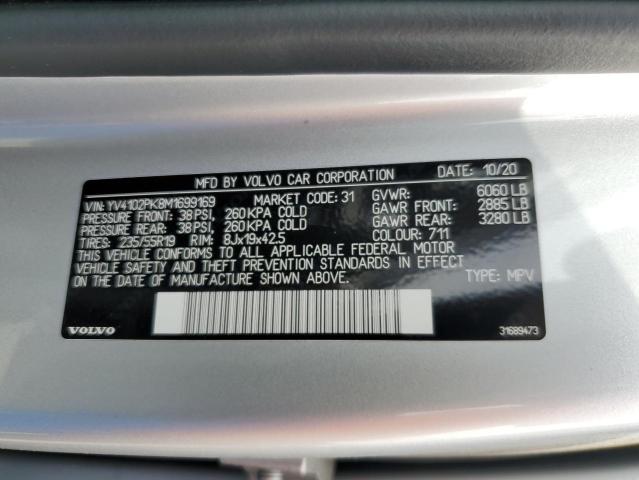 MFD BY VOLVO CAR CORPORATION DATE: 10/20
VIN: YV4102PK8M1699169 MARKET CODE: 31 GVWR: 6060 LB
PRESSURE FRONT: 38 PSI, 260 KPA COLD GAWR FRONT: 2885 LB
PRESSURE REAR: 38 PSI, 260 KPA COLD GAWR REAR: 3280 LB
TIRES: 235/55R19 RIM: 8Jx19x42.5 COLOUR: 711
THIS VEHICLE CONFORMS TO ALL APPLICABLE FEDERAL MOTOR
VEHICLE SAFETY AND THEFT PREVENTION STANDARDS IN EFFECT
ON THE DATE OF MANUFACTURE SHOWN ABOVE. TYPE: MPV
VOLVO 31689473